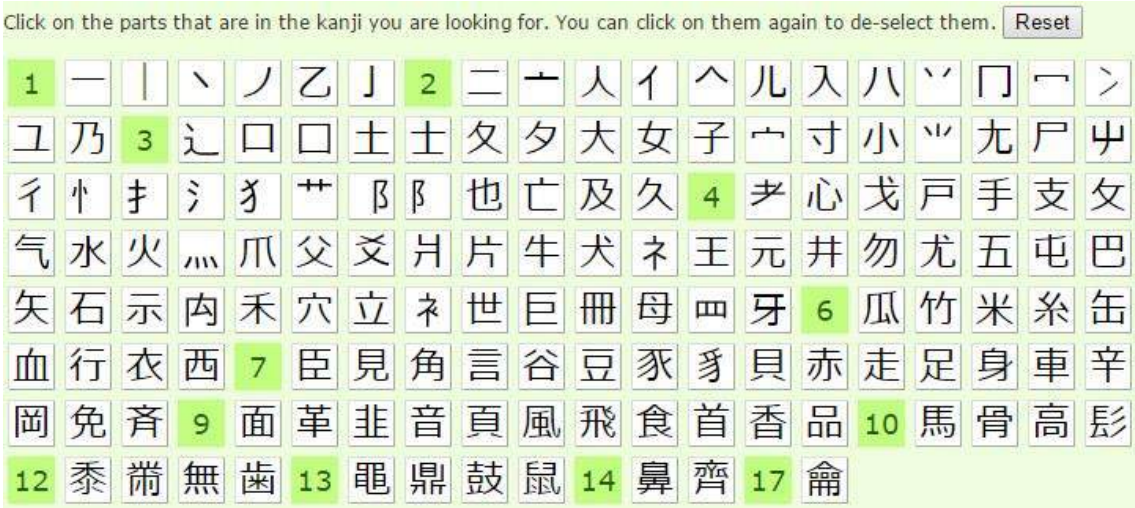 Click on the parts that are in the kanji you are looking for. You can click on them again to de-select them. Reset
1 一 | 丶 ノ 乙 亅 2 二 亠 人 亻 𠆢 儿 入 八 丷 冂 冖 冫
ユ 乃 3 辶 口 囗 土 士 夂 夕 大 女 子 宀 寸 小 ⺌ 尢 尸 屮
彳 忄 扌 氵 犭 艹 阝 阝 也 亡 及 久 4 耂 心 戈 戸 手 支 攵
气 水 火 灬 爪 父 爻 爿 片 牛 犬 礻 王 元 井 勿 尤 五 屯 巴
矢 石 示 禸 禾 穴 立 衤 世 巨 冊 母 罒 牙 6 瓜 竹 米 糸 缶
血 行 衣 西 7 臣 見 角 言 谷 豆 豕 豸 貝 赤 走 足 身 車 辛
岡 免 斉 9 面 革 韭 音 頁 風 飛 食 首 香 品 10 馬 骨 高 髟
12 黍 黹 無 歯 13 黽 鼎 鼓 鼠 14 鼻 齊 17 龠